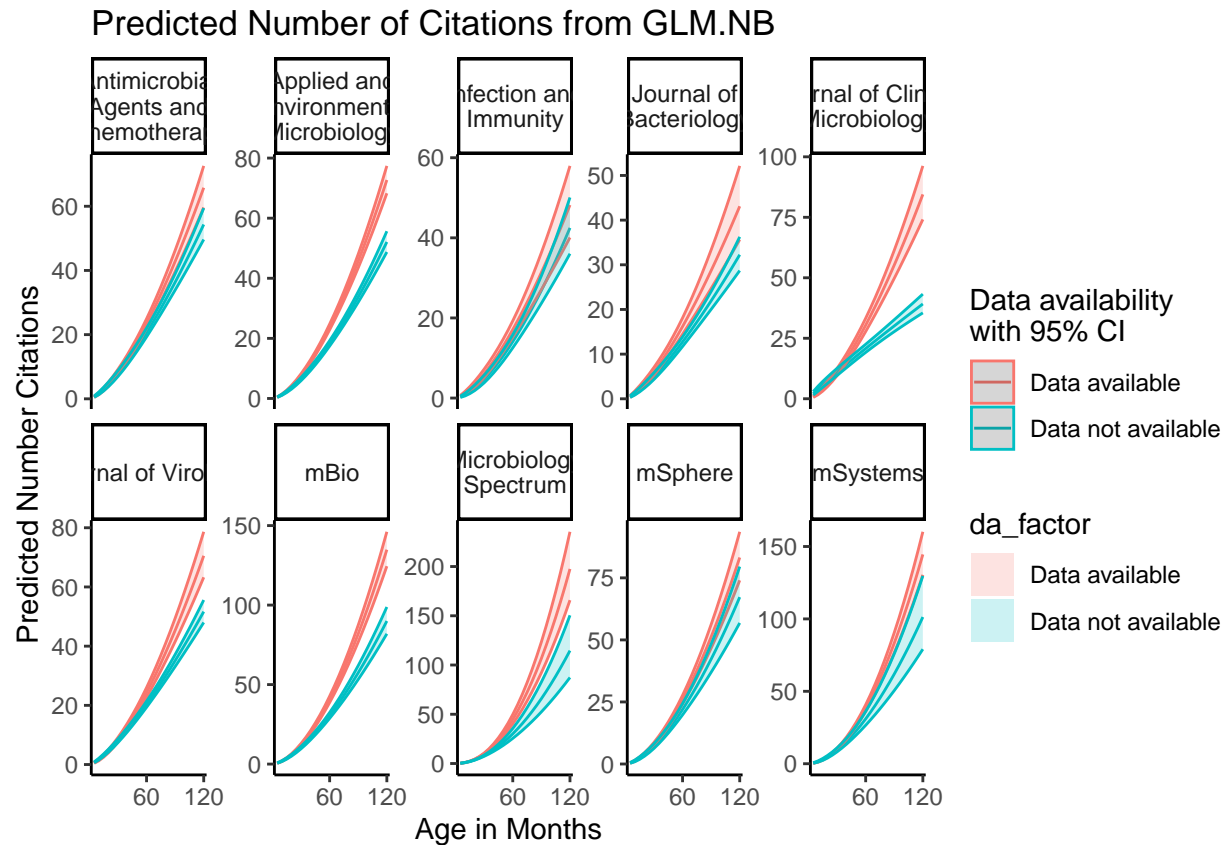 Predicted Number of Citations from GLM.NB
ntimicrobia
Agents and
hemothera
Applied and
nvironment
Microbiolog
nfection an
Immunity
Journal of
Bacteriolog
rnal of Clin
Microbiolog
60
40
20
0
80
60
40
20
0
60
40
20
0
50
40
30
20
10
0
100
75
50
25
0
rnal of Viro
mBio
Microbiolog
Spectrum
mSphere
mSystems
80
60
40
20
0
150
100
50
0
200
150
100
50
0
75
50
25
0
150
100
50
0
60 120
60 120
60 120
60 120
60 120
Age in Months
Predicted Number Citations
Data availability
with 95% CI
Data available
Data not available
da_factor
Data available
Data not available